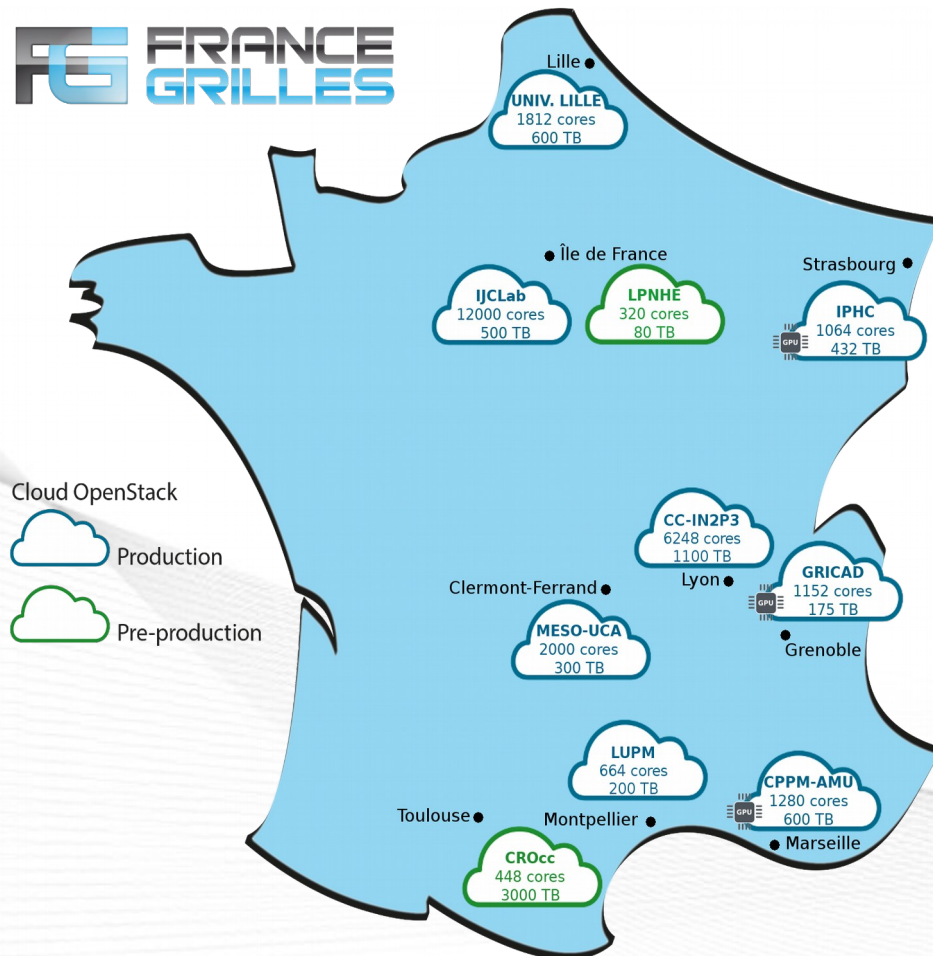 FG FRANCE
GRILLES
Lille
UNIV. LILLE
1812 cores
600 TB
Île de France
IJCLab
12000 cores
500 TB
LPNHE
320 cores
80 TB
Strasbourg
IPHC
1064 cores
432 TB
GPU
Cloud OpenStack
Production
Pre-production
CC-IN2P3
6248 cores
1100 TB
Lyon
GRICAD
1152 cores
175 TB
GPU
Grenoble
Clermont-Ferrand
MESO-UCA
2000 cores
300 TB
LUPM
664 cores
200 TB
Montpellier
CPPM-AMU
1280 cores
600 TB
GPU
Marseille
Toulouse
CROcc
448 cores
3000 TB